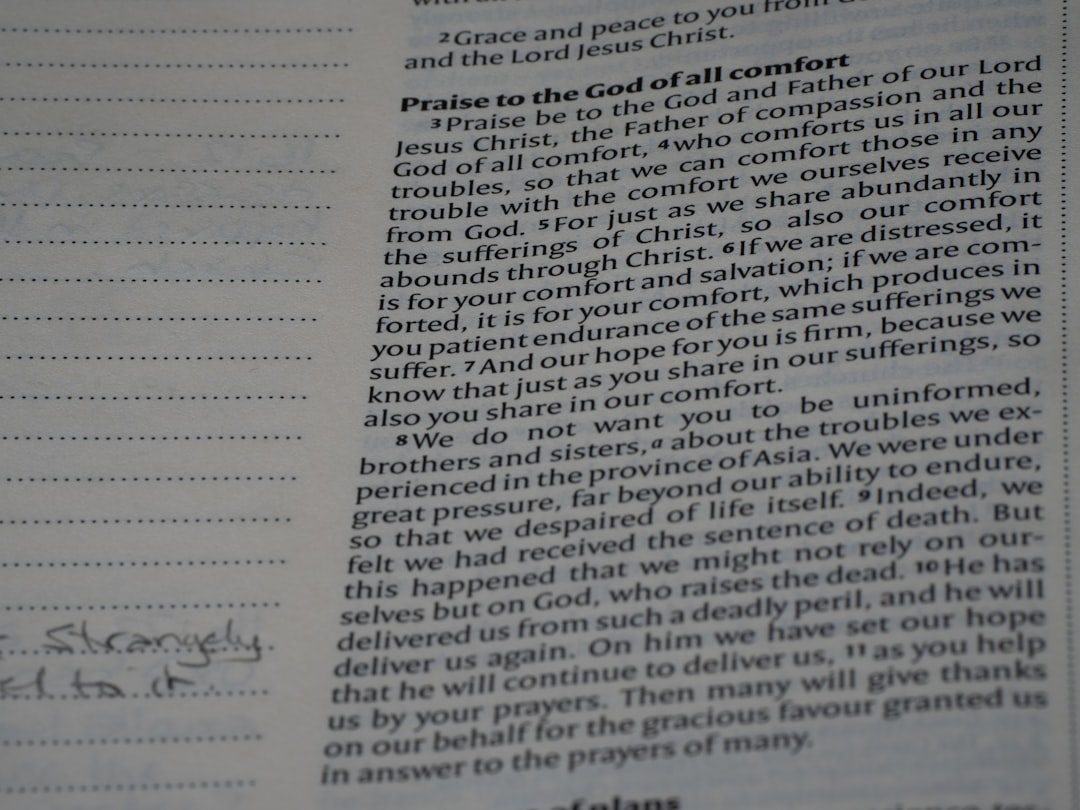 2 Grace and peace to you from
and the Lord Jesus Christ.
Praise to the God of all comfort
3 Praise be to the God and Father of our Lord
Jesus Christ, the Father of compassion and the
God of all comfort, 4 who comforts us in all our
troubles, so that we can comfort those in any
trouble with the comfort we ourselves receive
from God. 5 For just as we share abundantly in
the sufferings of Christ, so also our comfort
abounds through Christ. 6 If we are distressed, it
is for your comfort and salvation; if we are com-
forted, it is for your comfort, which produces in
you patient endurance of the same sufferings we
suffer. 7 And our hope for you is firm, because we
know that just as you share in our sufferings, so
also you share in our comfort.
8 We do not want you to be uninformed,
brothers and sisters, a about the troubles we ex-
perienced in the province of Asia. We were under
great pressure, far beyond our ability to endure,
so that we despaired of life itself. 9 Indeed, we
felt we had received the sentence of death. But
this happened that we might not rely on our-
selves but on God, who raises the dead. 10 He has
delivered us from such a deadly peril, and he will
deliver us again. On him we have set our hope
that he will continue to deliver us, 11 as you help
us by your prayers. Then many will give thanks
on our behalf for the gracious favour granted us
in answer to the prayers of many.
of plans
Strangely
to it